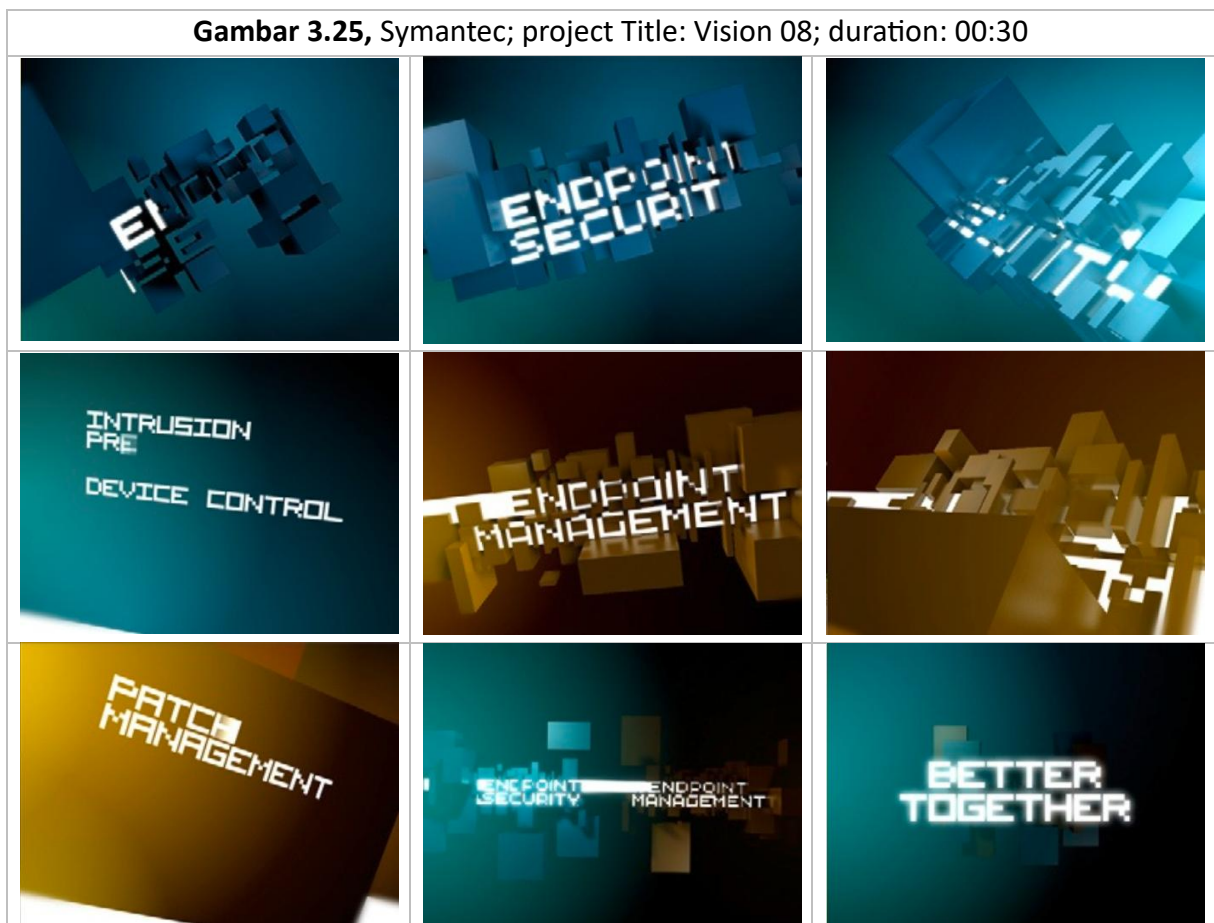 Gambar 3.25, Symantec; project Title: Vision 08; duration: 00:30
E
ENDPOINT
SECURIT
INTRUSION
PRE
DEVICE CONTROL
ENDPOINT
MANAGEMENT
PATCH
MANAGEMENT
ENDPOINT
SECURITY
ENDPOINT
MANAGEMENT
BETTER
TOGETHER